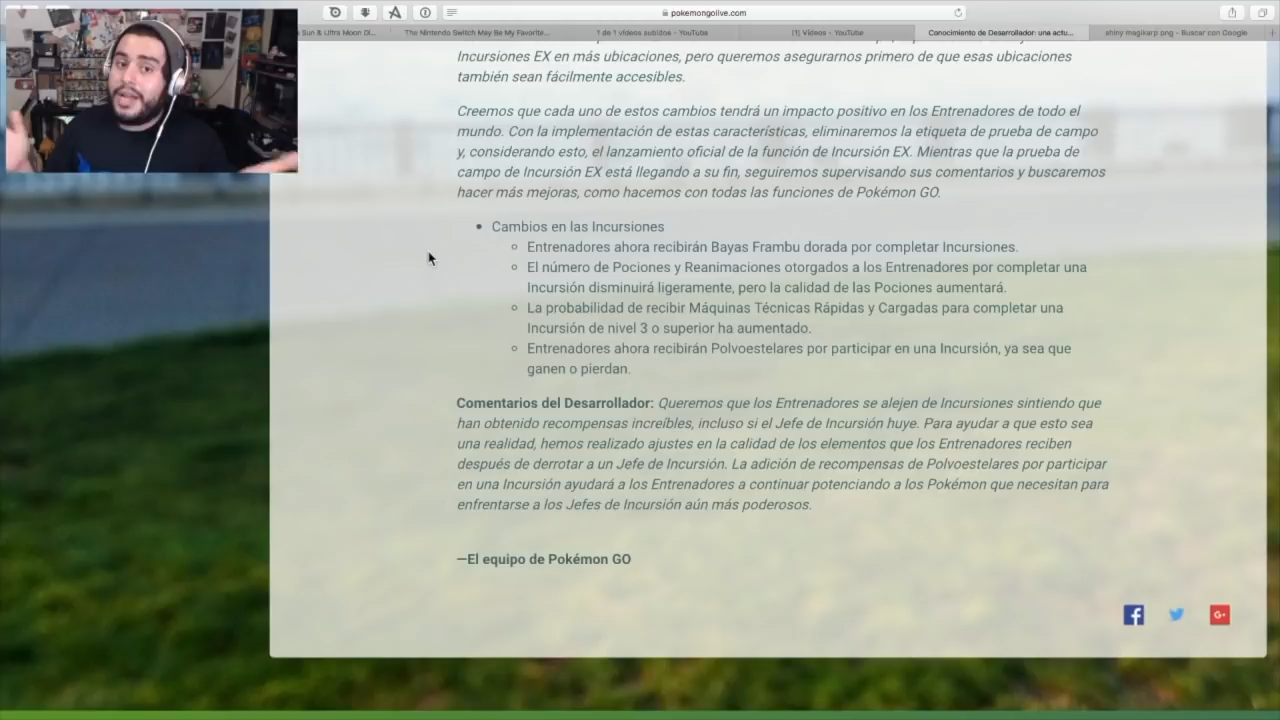 pokemongolive.com
Sun & Ultra Moon Di...
The Nintendo Switch May Be My Favorite...
1 de 1 vídeos subidos - YouTube
(1) Vídeos - YouTube
Conocimiento de Desarrollador: una actu...
shiny magikarp png - Buscar con Google
Incursiones EX en más ubicaciones, pero queremos asegurarnos primero de que esas ubicaciones
también sean fácilmente accesibles.
Creemos que cada uno de estos cambios tendrá un impacto positivo en los Entrenadores de todo el
mundo. Con la implementación de estas características, eliminaremos la etiqueta de prueba de campo
y, considerando esto, el lanzamiento oficial de la función de Incursión EX. Mientras que la prueba de
campo de Incursión EX está llegando a su fin, seguiremos supervisando sus comentarios y buscaremos
hacer más mejoras, como hacemos con todas las funciones de Pokémon GO.
• Cambios en las Incursiones
○ Entrenadores ahora recibirán Bayas Frambu dorada por completar Incursiones.
○ El número de Pociones y Reanimaciones otorgados a los Entrenadores por completar una
Incursión disminuirá ligeramente, pero la calidad de las Pociones aumentará.
○ La probabilidad de recibir Máquinas Técnicas Rápidas y Cargadas para completar una
Incursión de nivel 3 o superior ha aumentado.
○ Entrenadores ahora recibirán Polvoestelares por participar en una Incursión, ya sea que
ganen o pierdan.
Comentarios del Desarrollador: Queremos que los Entrenadores se alejen de Incursiones sintiendo que
han obtenido recompensas increíbles, incluso si el Jefe de Incursión huye. Para ayudar a que esto sea
una realidad, hemos realizado ajustes en la calidad de los elementos que los Entrenadores reciben
después de derrotar a un Jefe de Incursión. La adición de recompensas de Polvoestelares por participar
en una Incursión ayudará a los Entrenadores a continuar potenciando a los Pokémon que necesitan para
enfrentarse a los Jefes de Incursión aún más poderosos.
—El equipo de Pokémon GO